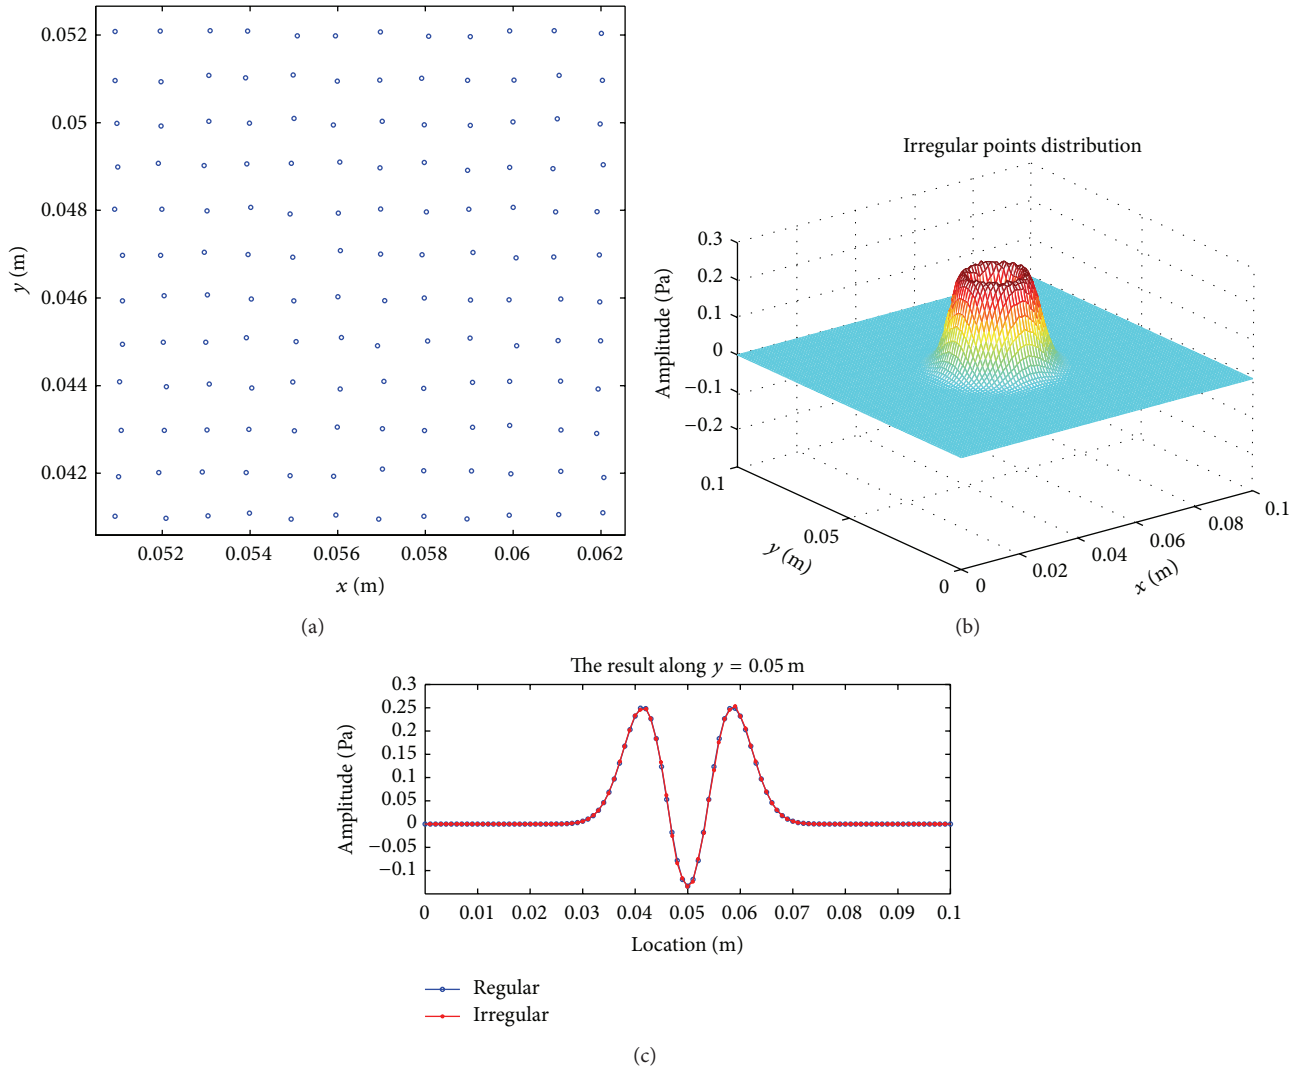 0.052
0.05
0.048
0.046
0.044
0.042
y (m)
0.052 0.054 0.056 0.058 0.06 0.062
x (m)
(a)
Irregular points distribution
0.3
0.2
0.1
0
−0.1
−0.2
Amplitude (Pa)
0.1
0.05
0
y (m)
0
0.02
0.04
0.06
0.08
0.1
x (m)
(b)
The result along y = 0.05 m
0.3
0.25
0.2
0.15
0.1
0.05
0
−0.05
−0.1
Amplitude (Pa)
0 0.01 0.02 0.03 0.04 0.05 0.06 0.07 0.08 0.09 0.1
Location (m)
Regular
Irregular
(c)